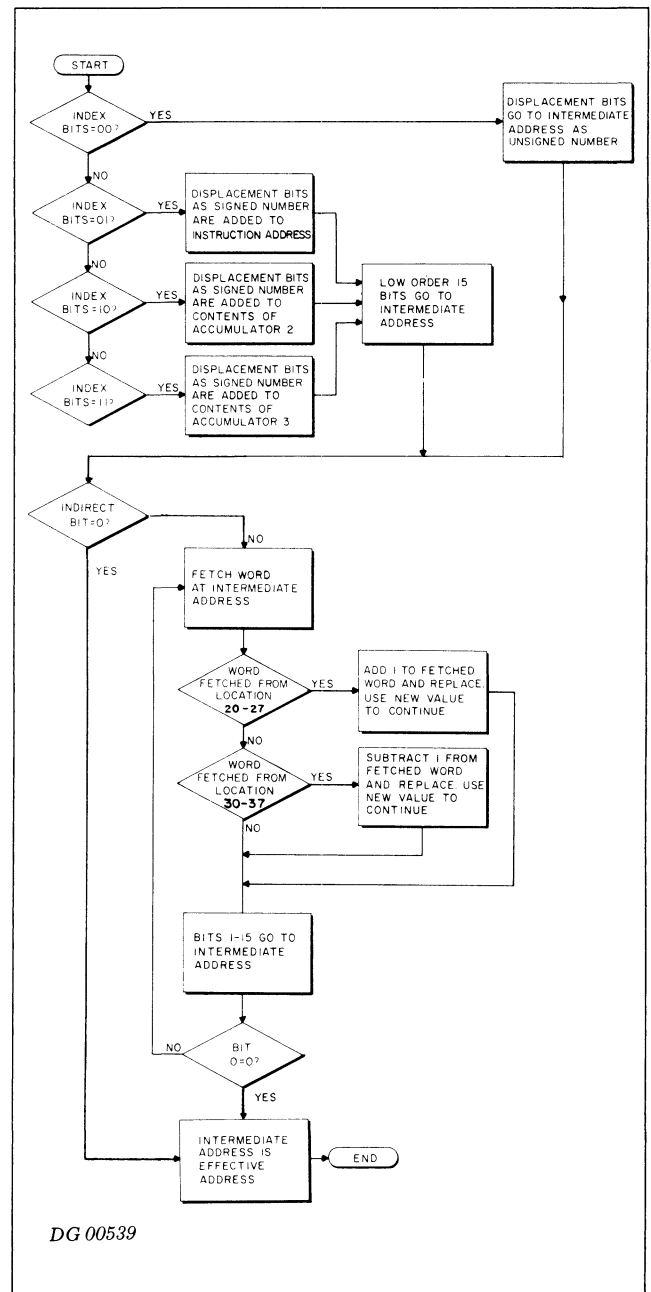 START
INDEX
BITS=00?
YES
DISPLACEMENT BITS
GO TO INTERMEDIATE
ADDRESS AS
UNSIGNED NUMBER
NO
INDEX
BITS=01?
YES
DISPLACEMENT BITS
AS SIGNED NUMBER
ARE ADDED TO
INSTRUCTION ADDRESS
NO
INDEX
BITS=10?
YES
DISPLACEMENT BITS
AS SIGNED NUMBER
ARE ADDED TO
CONTENTS OF
ACCUMULATOR 2
LOW ORDER 15
BITS GO TO
INTERMEDIATE
ADDRESS
NO
INDEX
BITS=11?
YES
DISPLACEMENT BITS
AS SIGNED NUMBER
ARE ADDED TO
CONTENTS OF
ACCUMULATOR 3
INDIRECT
BIT=0?
NO
YES
FETCH WORD
AT INTERMEDIATE
ADDRESS
WORD
FETCHED FROM
LOCATION
20-27
YES
ADD 1 TO FETCHED
WORD AND REPLACE.
USE NEW VALUE
TO CONTINUE
NO
WORD
FETCHED FROM
LOCATION
30-37
YES
SUBTRACT 1 FROM
FETCHED WORD
AND REPLACE. USE
NEW VALUE TO
CONTINUE
NO
BITS 1-15 GO TO
INTERMEDIATE
ADDRESS
NO
BIT
0=0?
YES
INTERMEDIATE
ADDRESS IS
EFFECTIVE
ADDRESS
END
DG 00539